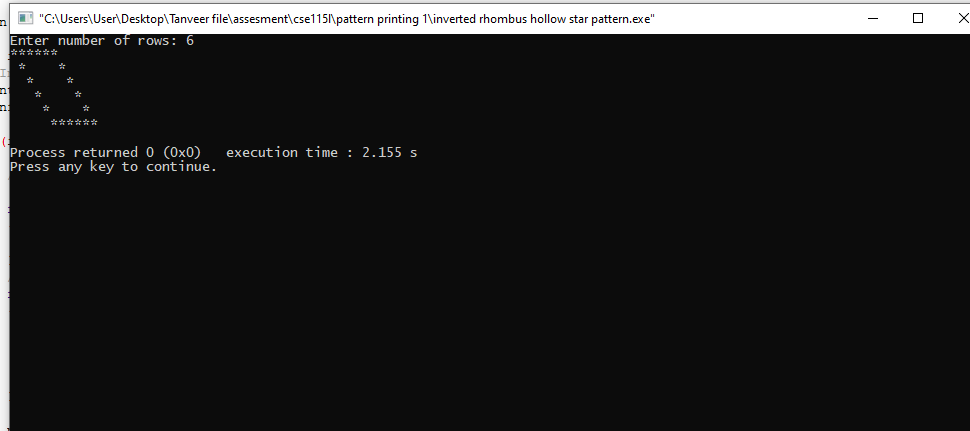 "C:\Users\User\Desktop\Tanveer file\assesment\cse115l\pattern printing 1\inverted rhombus hollow star pattern.exe"
Enter number of rows: 6
******
 *    *
  *    *
   *    *
    *    *
     ******
Process returned 0 (0x0)   execution time : 2.155 s
Press any key to continue.